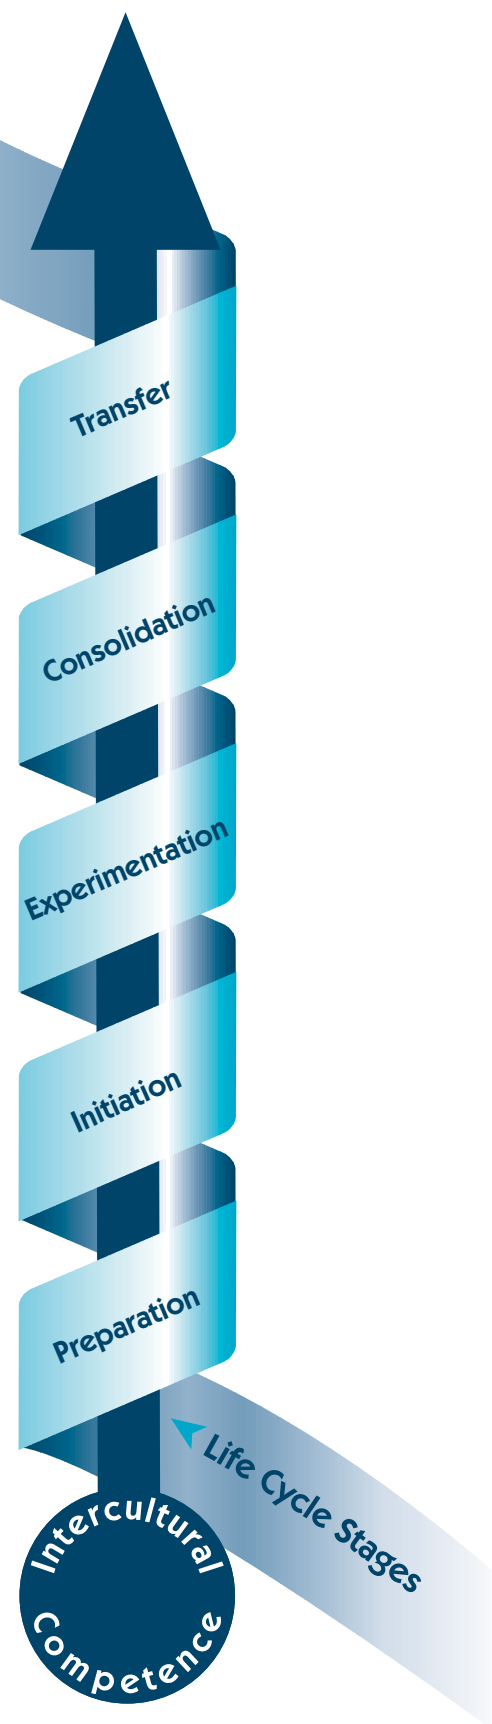 Transfer
Consolidation
Experimentation
Initiation
Preparation
Life Cycle Stages
Intercultural
Competence